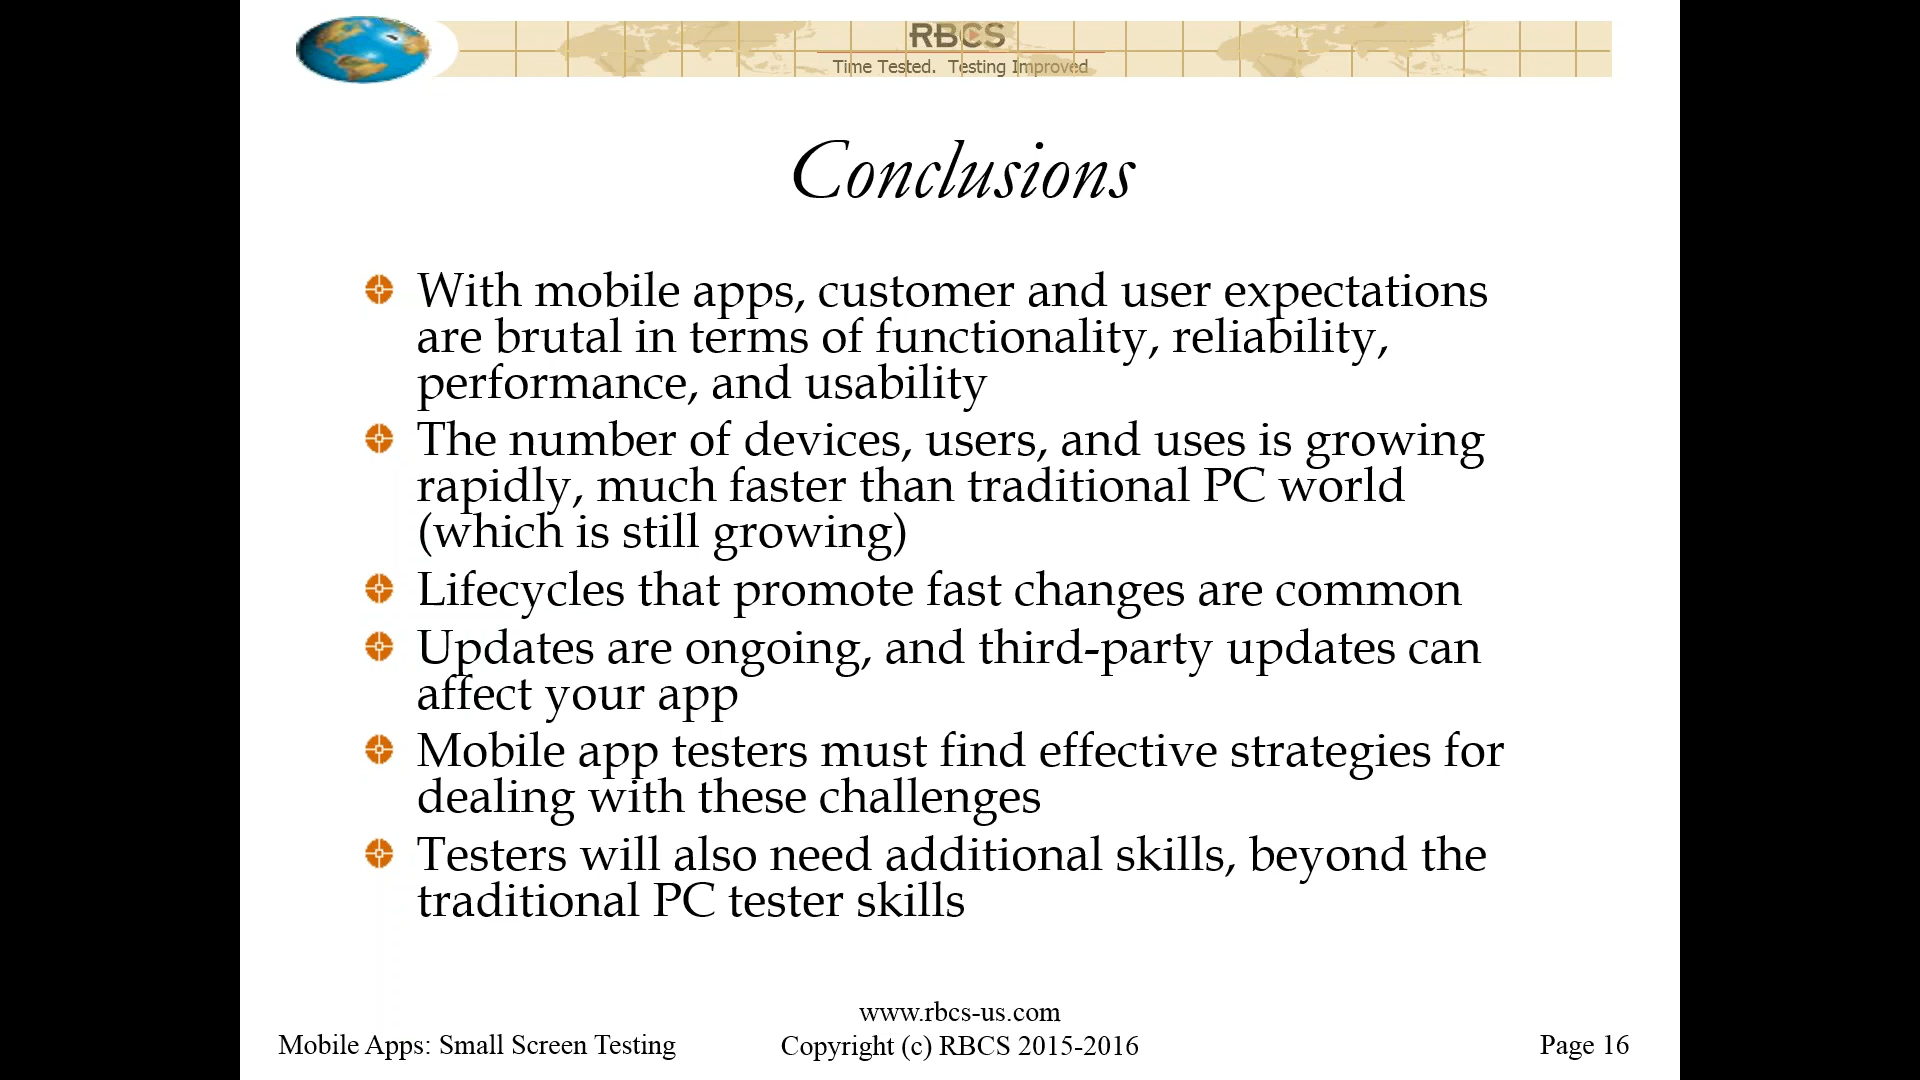 RBCS
Time Tested. Testing Improved
Conclusions
With mobile apps, customer and user expectations
are brutal in terms of functionality, reliability,
performance, and usability
The number of devices, users, and uses is growing
rapidly, much faster than traditional PC world
(which is still growing)
Lifecycles that promote fast changes are common
Updates are ongoing, and third-party updates can
affect your app
Mobile app testers must find effective strategies for
dealing with these challenges
Testers will also need additional skills, beyond the
traditional PC tester skills
www.rbcs-us.com
Mobile Apps: Small Screen Testing
Copyright (c) RBCS 2015-2016
Page 16